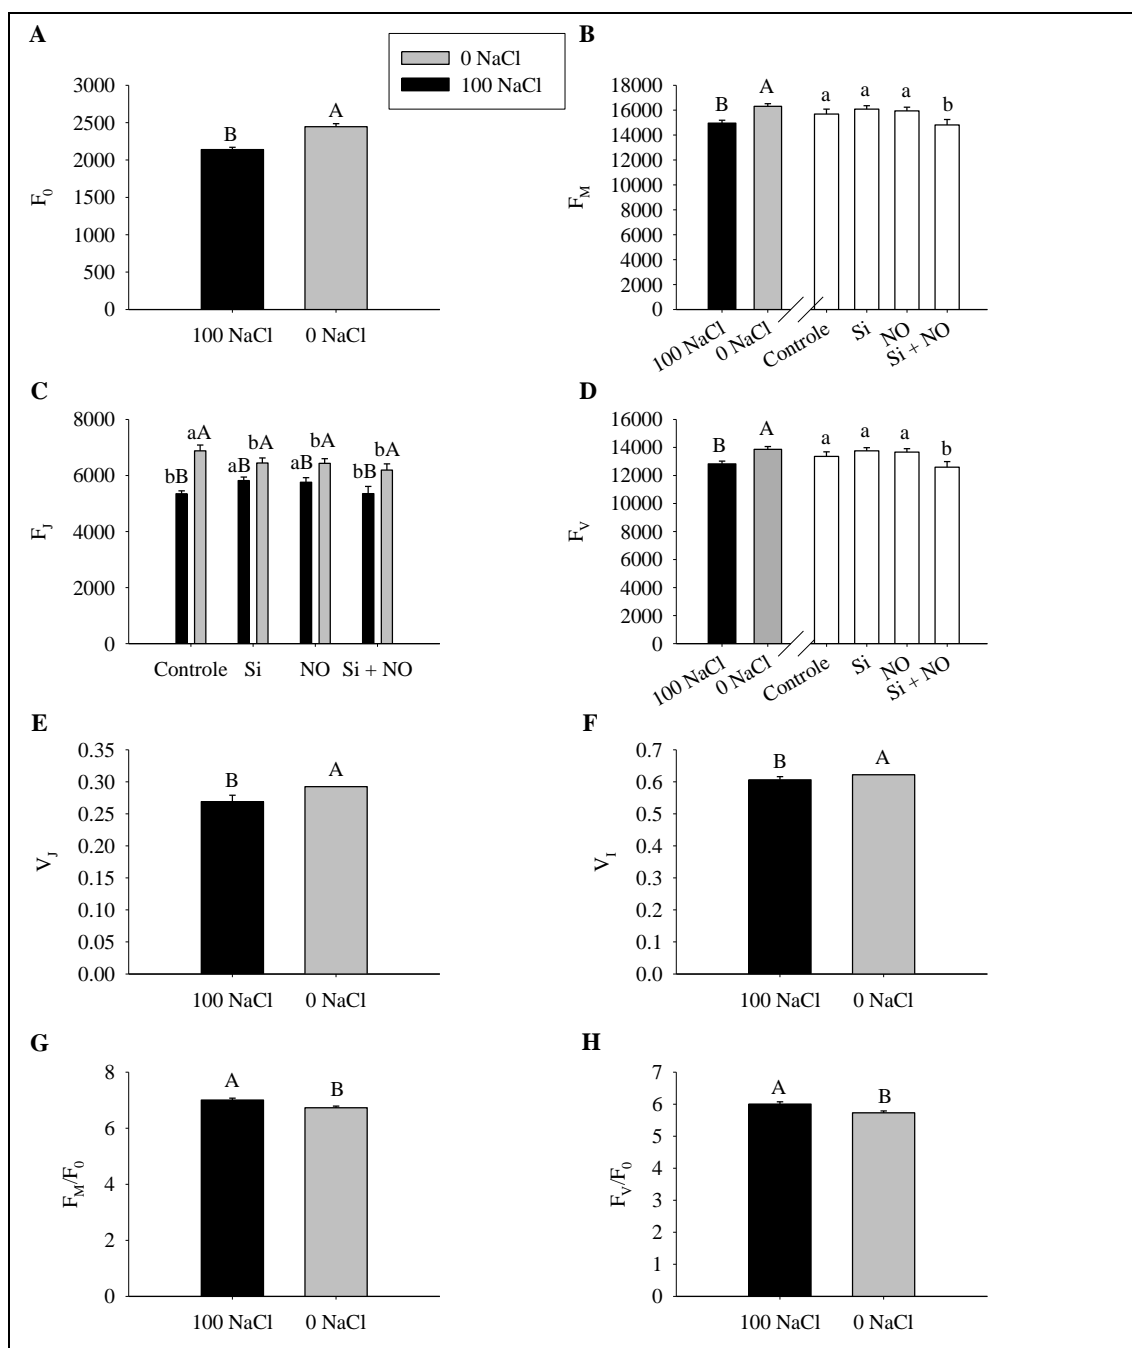 A
0 NaCl
100 NaCl
3000
2500
2000
1500
1000
500
0
F0
B
A
100 NaCl
0 NaCl
B
18000
16000
14000
12000
10000
8000
6000
4000
2000
0
FM
B
A
a
a
a
b
100 NaCl
0 NaCl
Controle
Si
NO
Si + NO
C
8000
6000
4000
2000
0
FJ
bB
aA
aB
bA
aB
bA
bB
bA
Controle
Si
NO
Si + NO
D
16000
14000
12000
10000
8000
6000
4000
2000
0
FV
B
A
a
a
a
b
100 NaCl
0 NaCl
Controle
Si
NO
Si + NO
E
0.35
0.30
0.25
0.20
0.15
0.10
0.05
0.00
VJ
B
A
100 NaCl
0 NaCl
F
0.7
0.6
0.5
0.4
0.3
0.2
0.1
0.0
VI
B
A
100 NaCl
0 NaCl
G
8
6
4
2
0
FM/F0
A
B
100 NaCl
0 NaCl
H
7
6
5
4
3
2
1
0
FV/F0
A
B
100 NaCl
0 NaCl